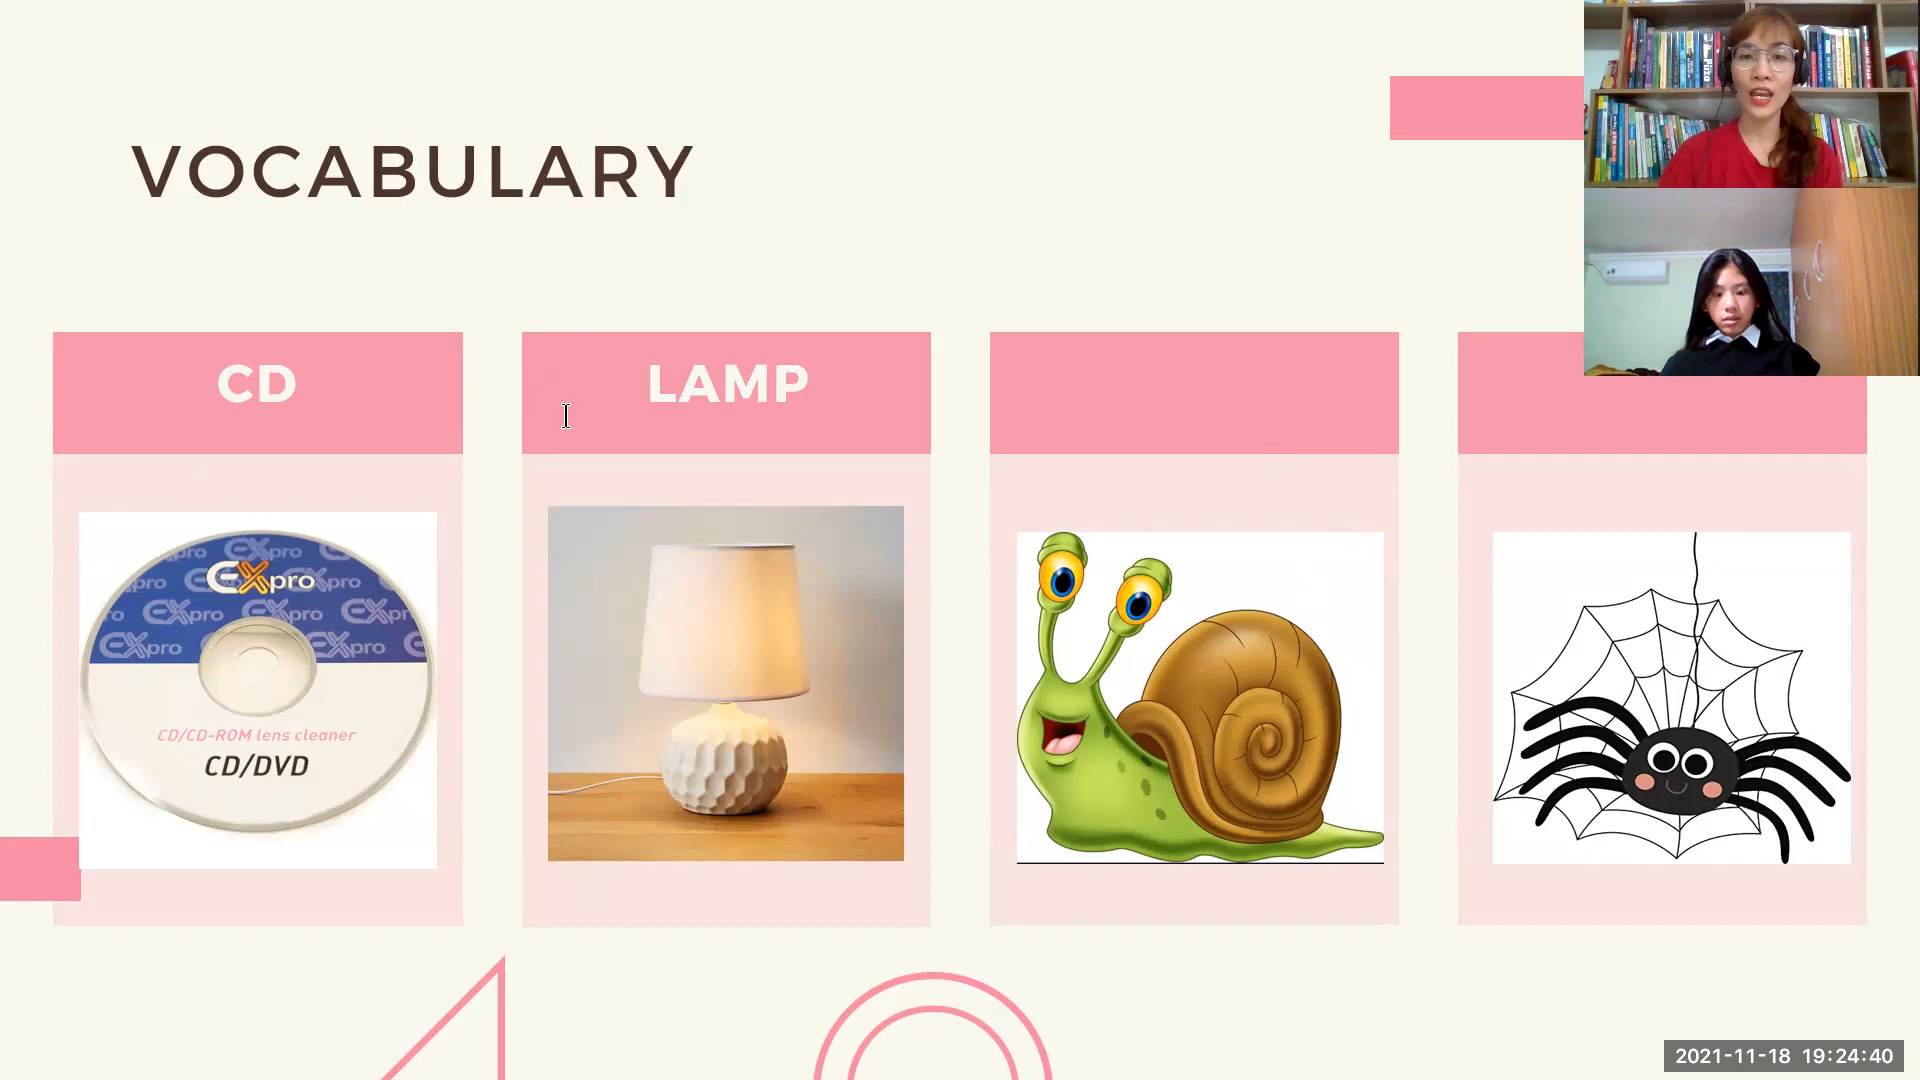 VOCABULARY
CD
LAMP
EXpro
CD/CD-ROM lens cleaner
CD/DVD
2021-11-18 19:24:40